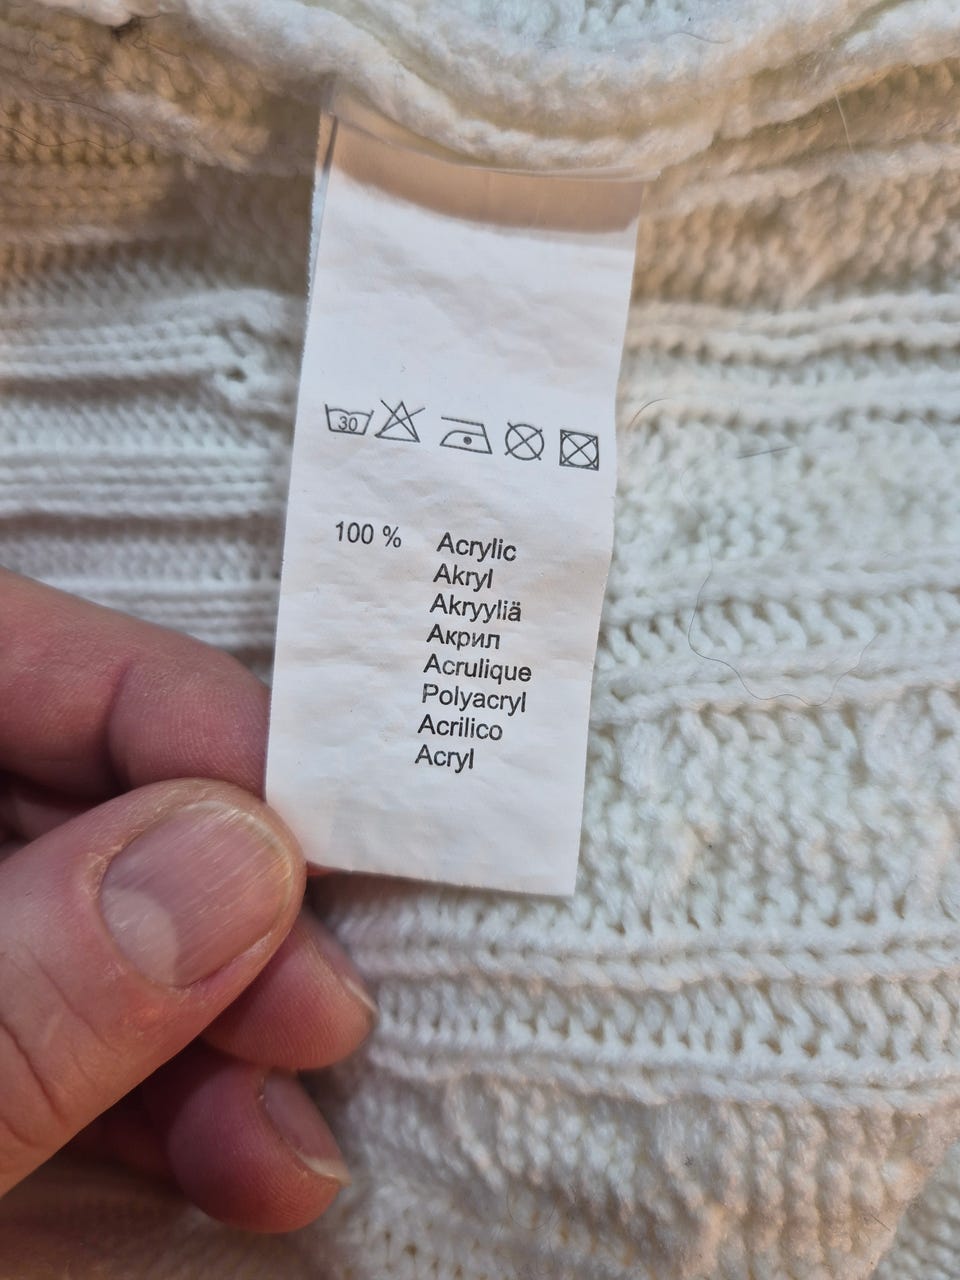 30
100 % Acrylic
Akryl
Akryyliä
Акрил
Acrulique
Polyacryl
Acrilico
Acryl